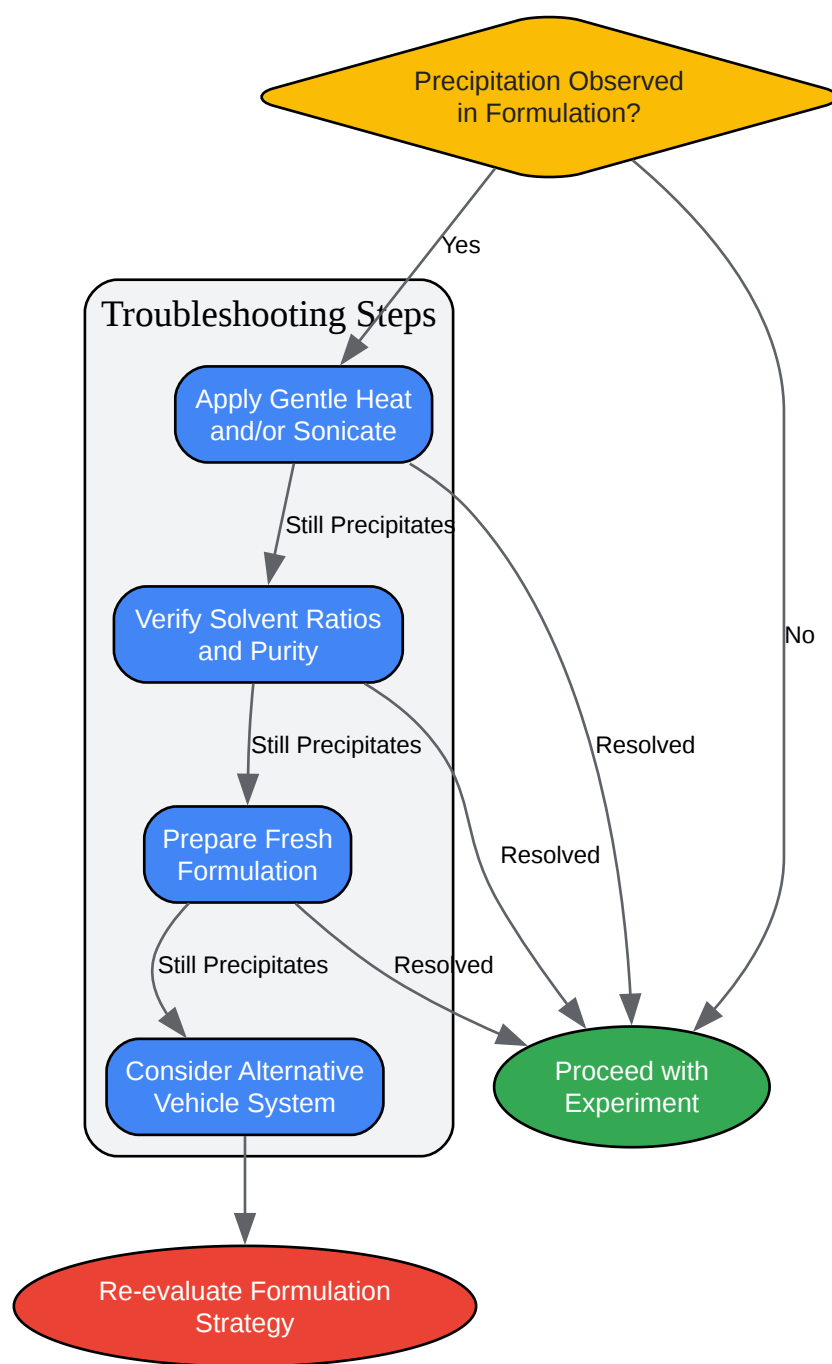 Precipitation Observed
in Formulation?
Yes
Troubleshooting Steps
Apply Gentle Heat
and/or Sonicate
Still Precipitates
Verify Solvent Ratios
and Purity
No
Still Precipitates
Resolved
Prepare Fresh
Formulation
Resolved
Still Precipitates
Resolved
Consider Alternative
Vehicle System
Proceed with
Experiment
Re-evaluate Formulation
Strategy